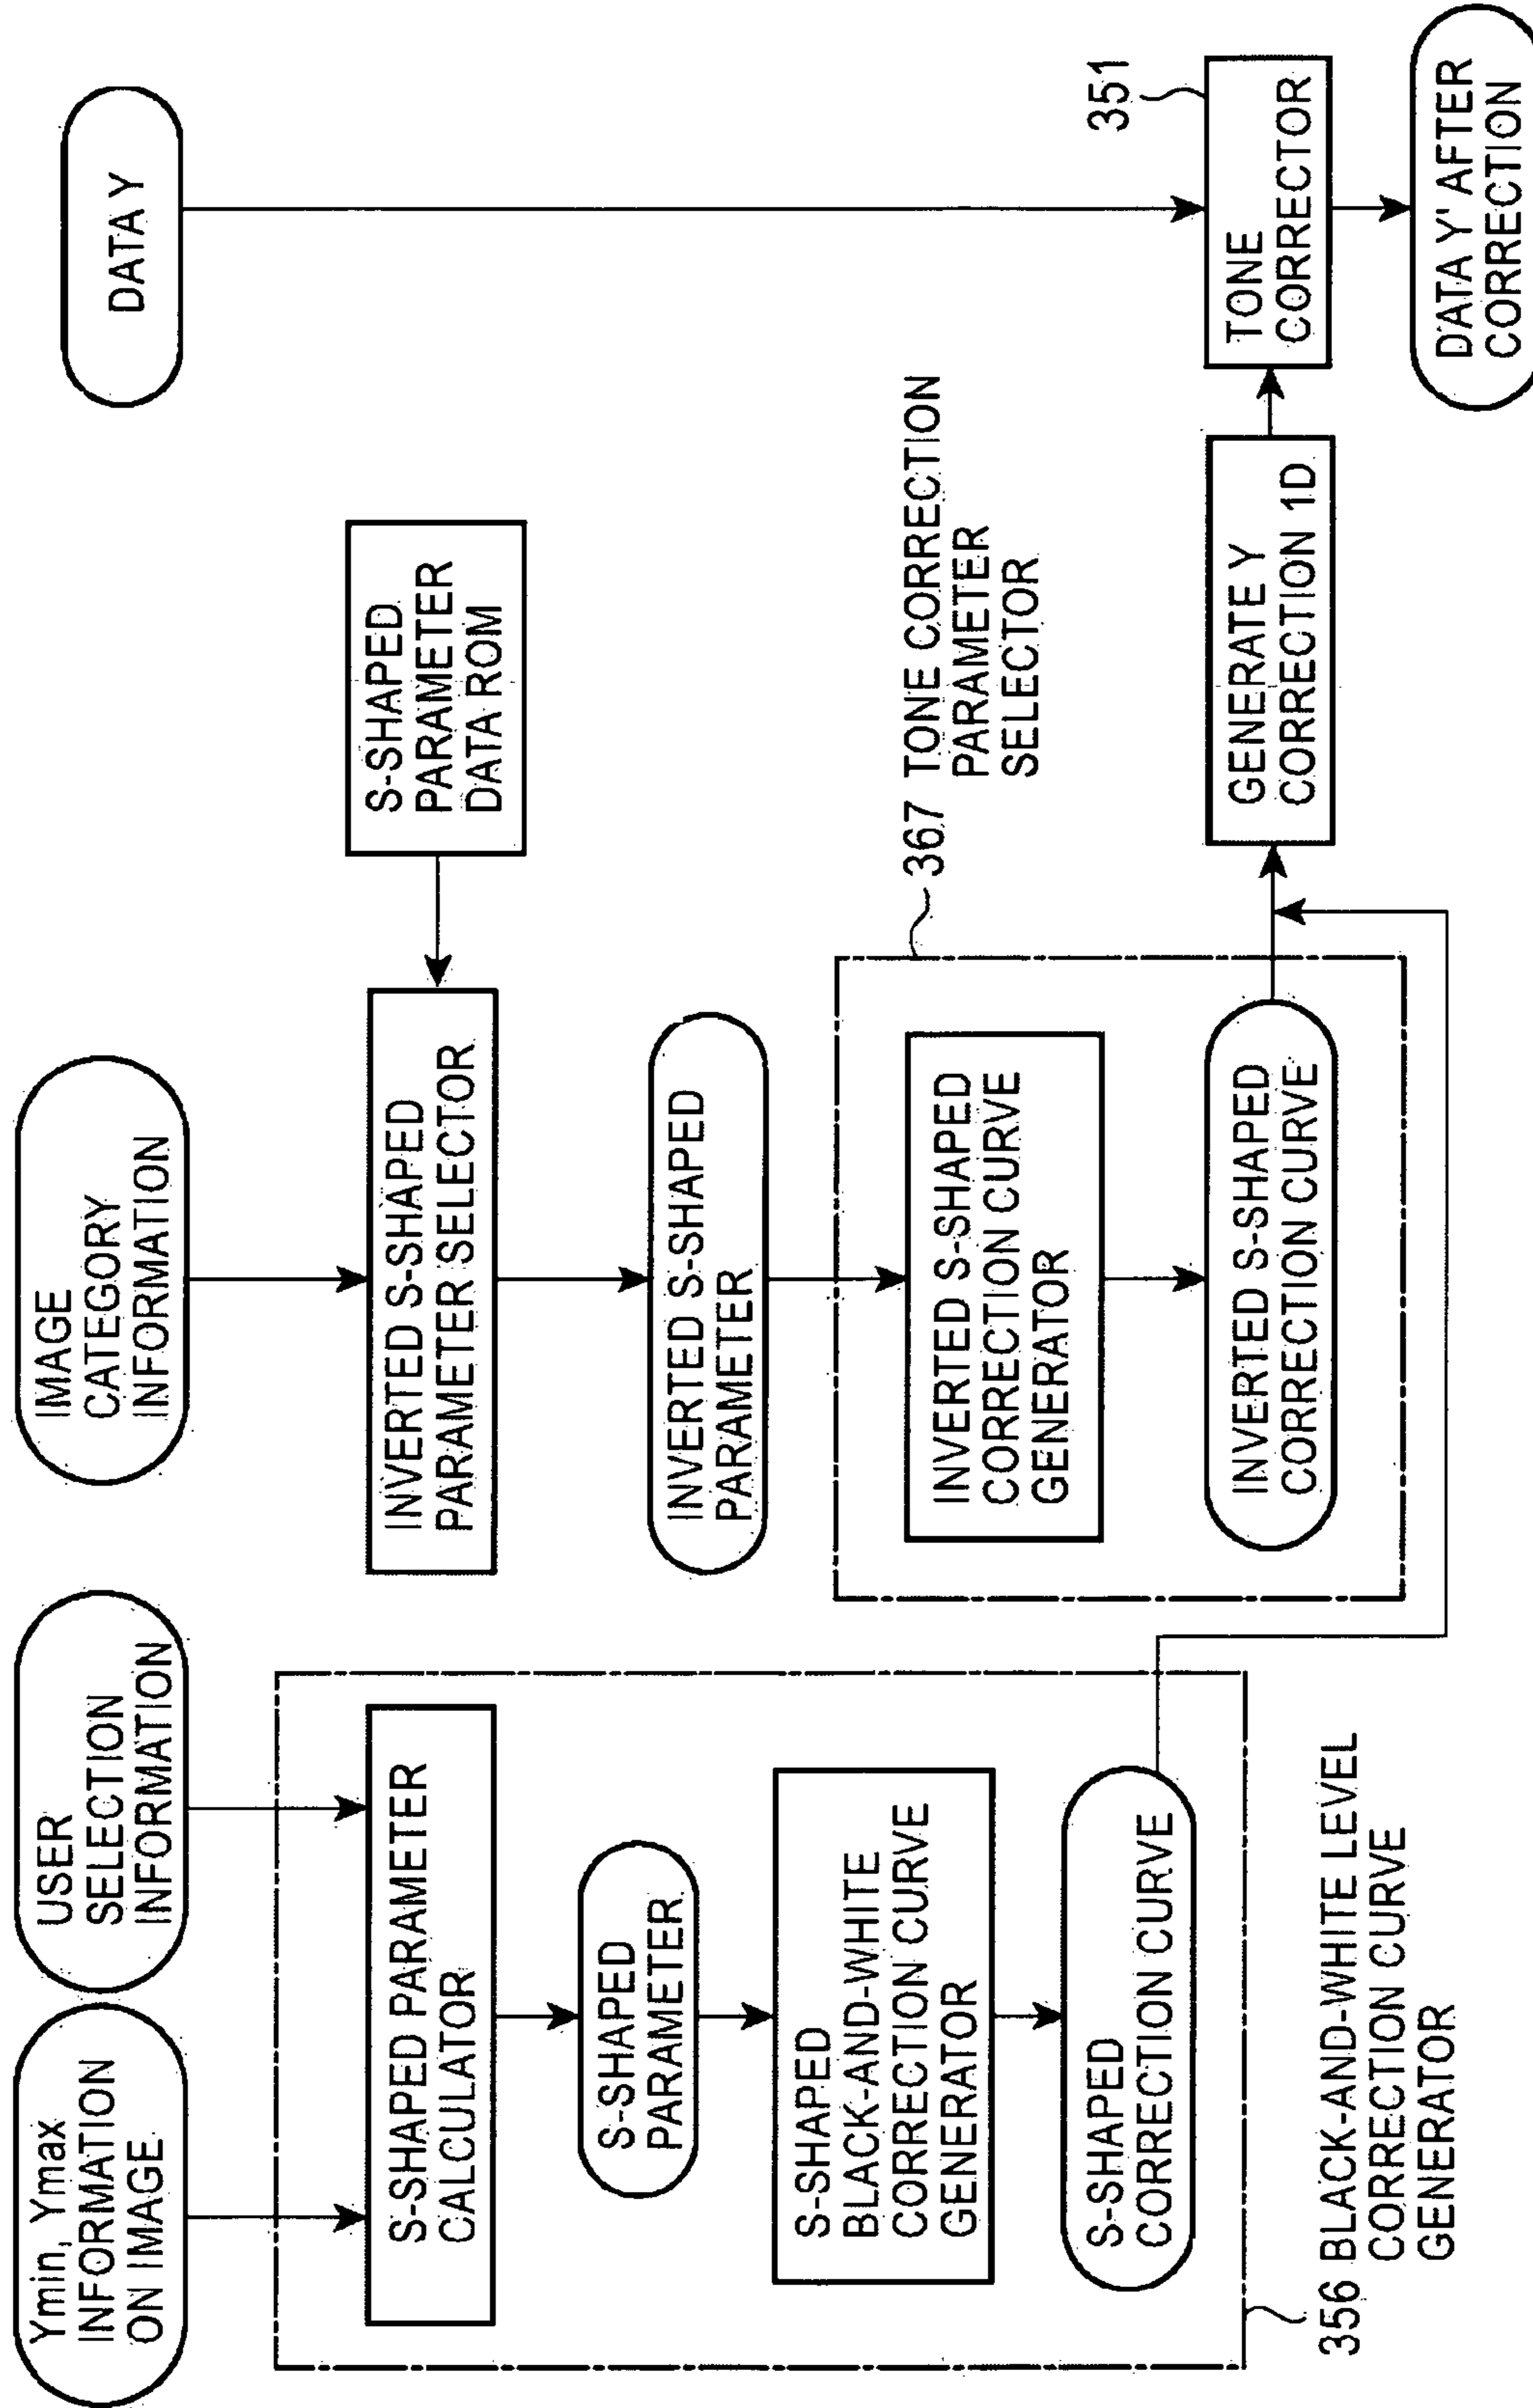 Ymin, Ymax
INFORMATION
ON IMAGE
USER
SELECTION
INFORMATION
IMAGE
CATEGORY
INFORMATION
DATA Y
S-SHAPED PARAMETER
CALCULATOR
INVERTED S-SHAPED
PARAMETER SELECTOR
S-SHAPED
PARAMETER
DATA ROM
S-SHAPED
PARAMETER
INVERTED S-SHAPED
PARAMETER
S-SHAPED
BLACK-AND-WHITE
CORRECTION CURVE
GENERATOR
INVERTED S-SHAPED
CORRECTION CURVE
GENERATOR
367 TONE CORRECTION
PARAMETER
SELECTOR
S-SHAPED
CORRECTION CURVE
INVERTED S-SHAPED
CORRECTION CURVE
GENERATE Y
CORRECTION 1D
351
TONE
CORRECTOR
356 BLACK-AND-WHITE LEVEL
CORRECTION CURVE
GENERATOR
DATA Y' AFTER
CORRECTION